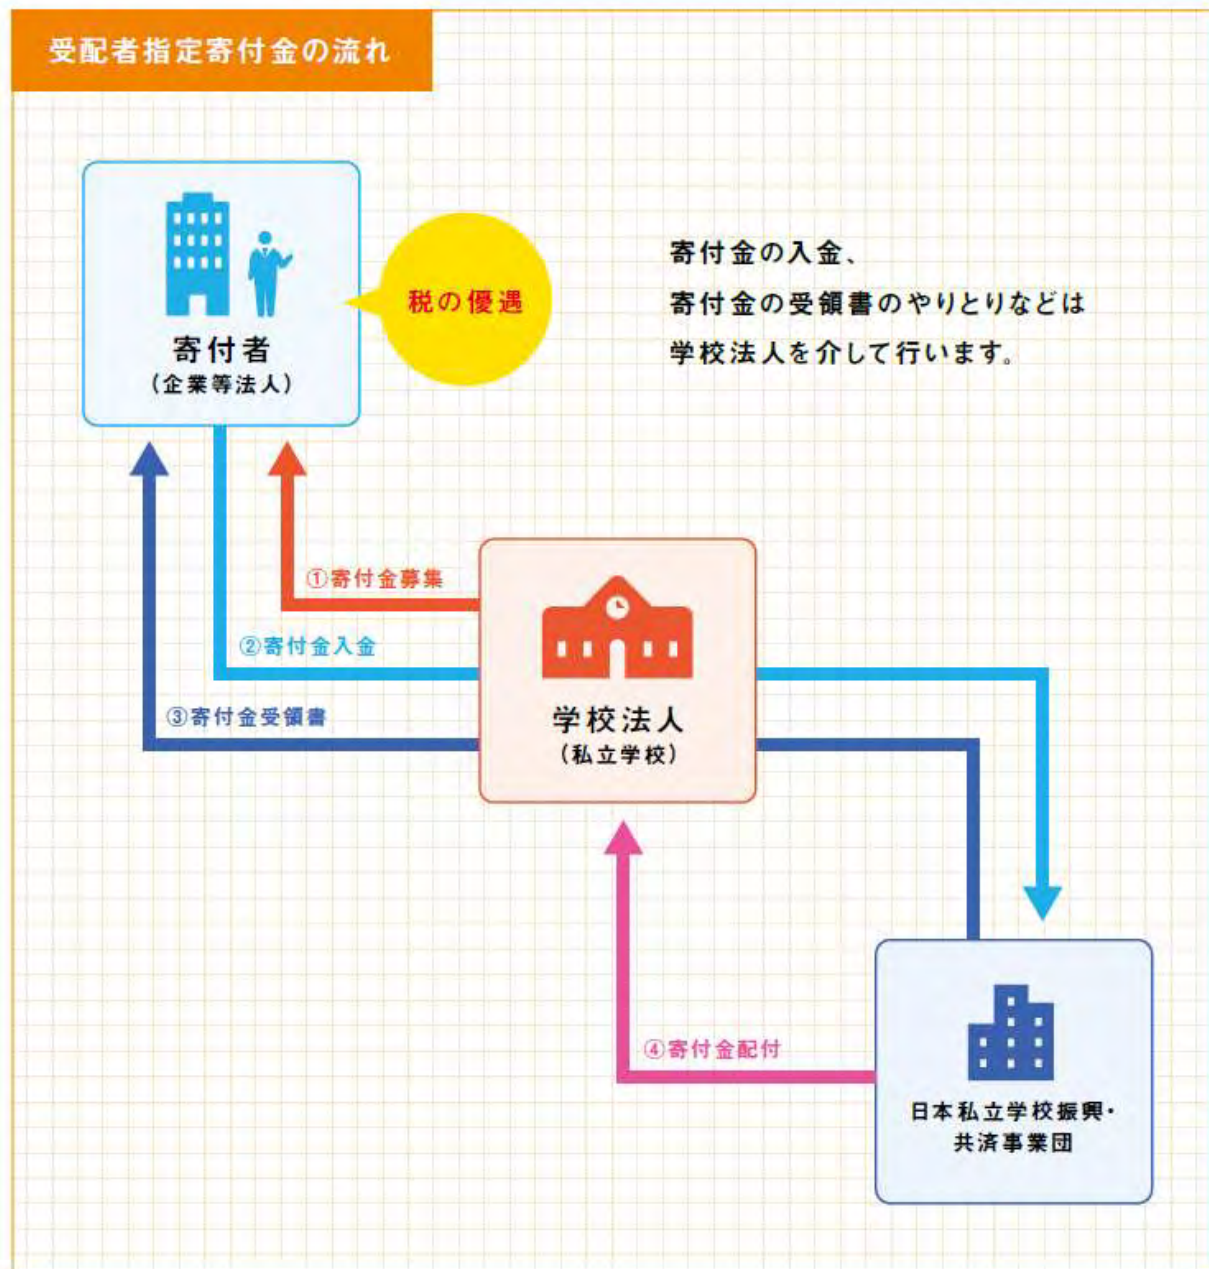 受配者指定寄付金の流れ
税の優遇
寄付者
（企業等法人）
寄付金の入金、
寄付金の受領書のやりとりなどは
学校法人を介して行います。
①寄付金募集
②寄付金入金
③寄付金受領書
学校法人
（私立学校）
④寄付金配付
日本私立学校振興・
共済事業団